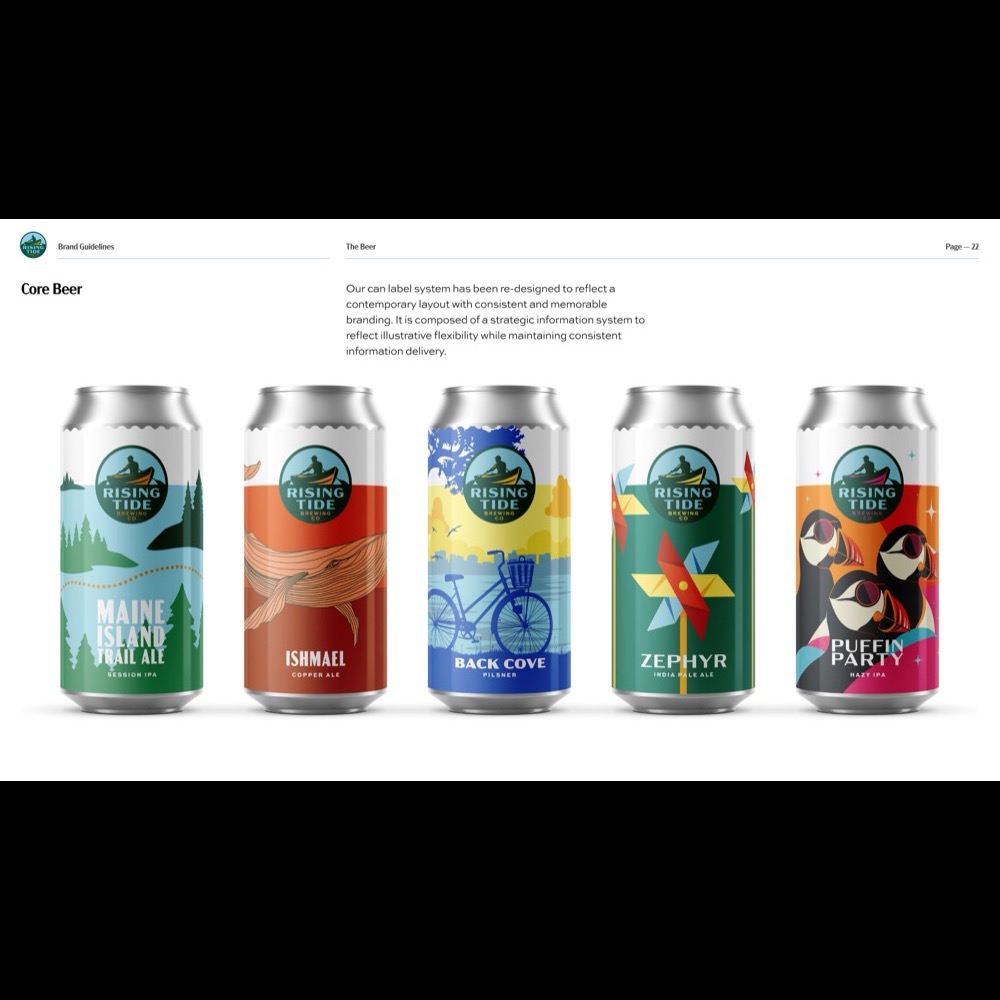 RISING
TIDE
Brand Guidelines
The Beer
Page — 22
Core Beer
Our can label system has been re-designed to reflect a
contemporary layout with consistent and memorable
branding. It is composed of a strategic information system to
reflect illustrative flexibility while maintaining consistent
information delivery.
RISING
TIDE
BREWING
CO
MAINE
ISLAND
TRAIL ALE
SESSION IPA
RISING
TIDE
BREWING
CO
ISHMAEL
COPPER ALE
RISING
TIDE
BREWING
CO
BACK COVE
PILSNER
RISING
TIDE
BREWING
CO
ZEPHYR
INDIA PALE ALE
RISING
TIDE
BREWING
CO
PUFFIN
PARTY
HAZY IPA